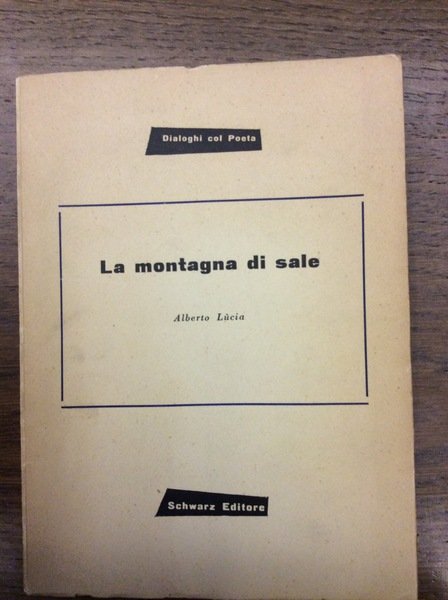 Dialoghi col Poeta
La montagna di sale
Alberto Lùcia
Schwarz Editore